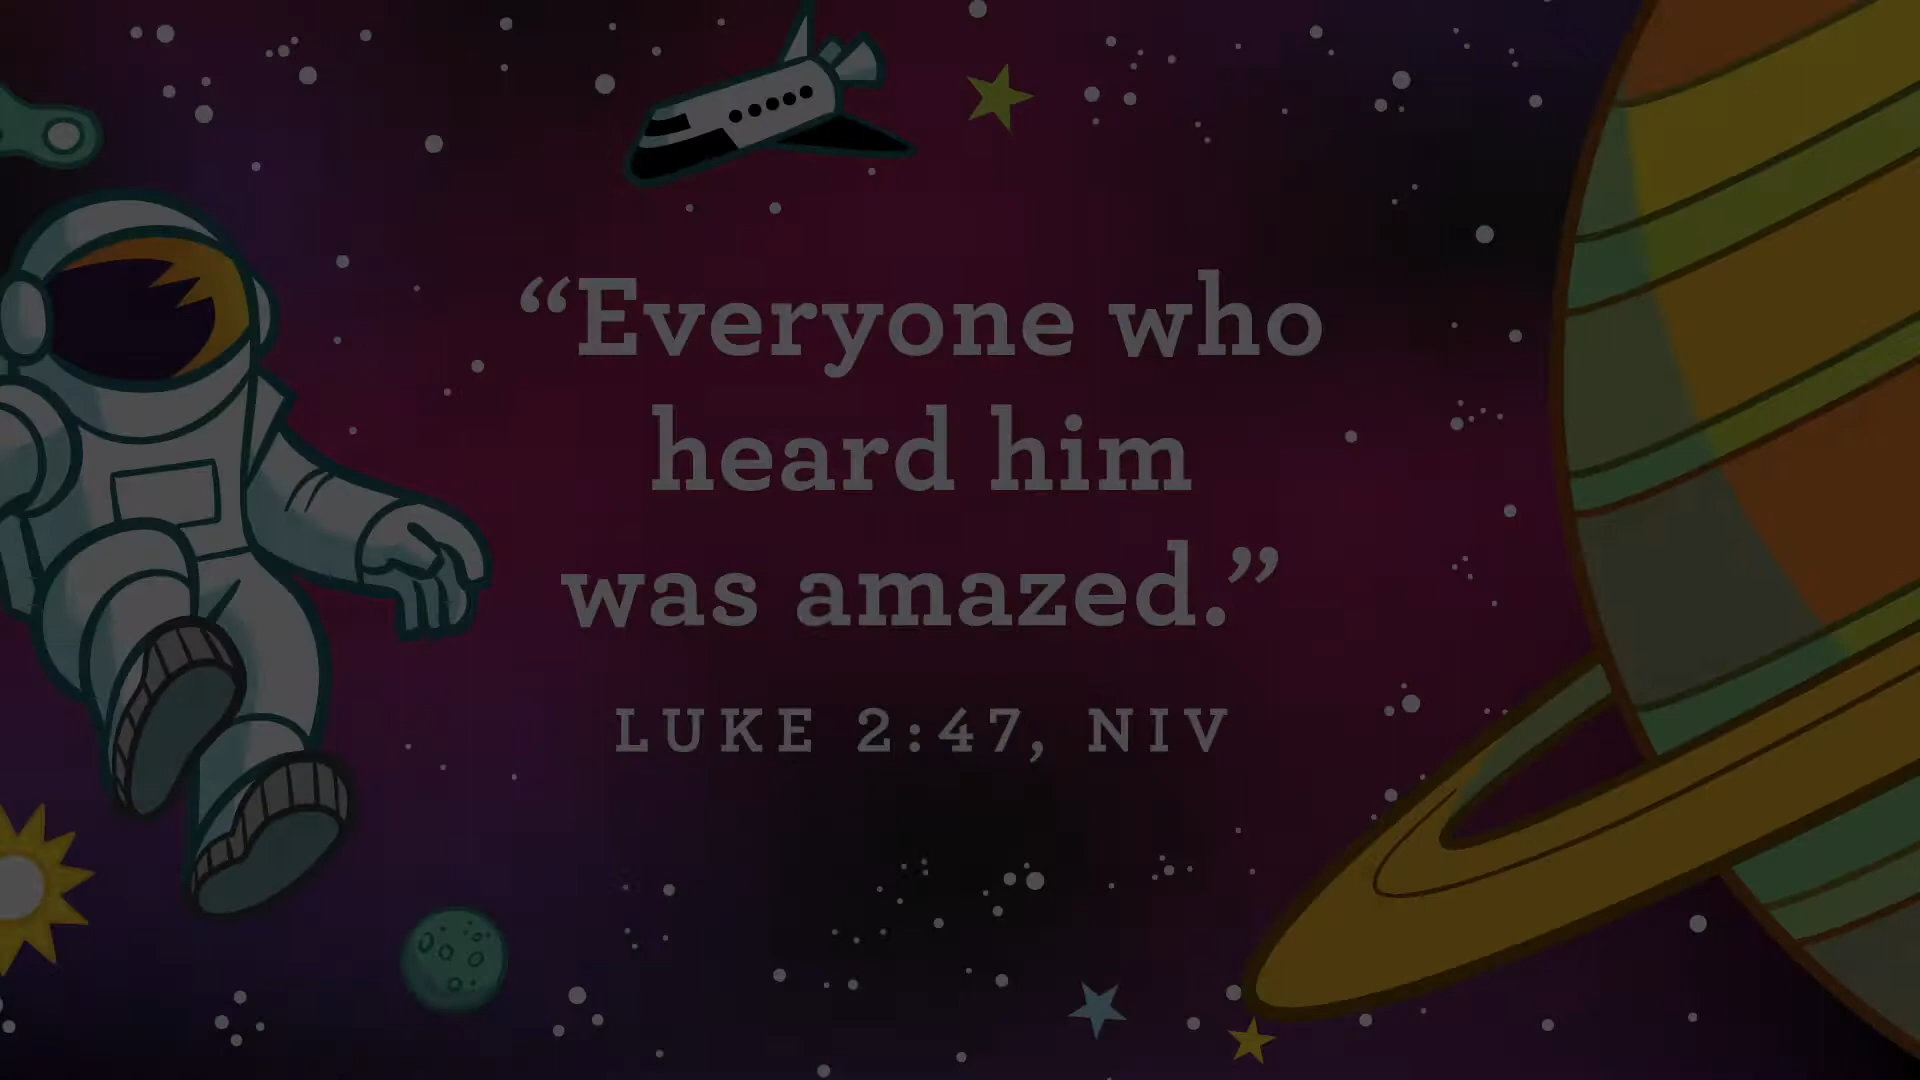 “Everyone who
heard him
was amazed.”
LUKE 2:47, NIV